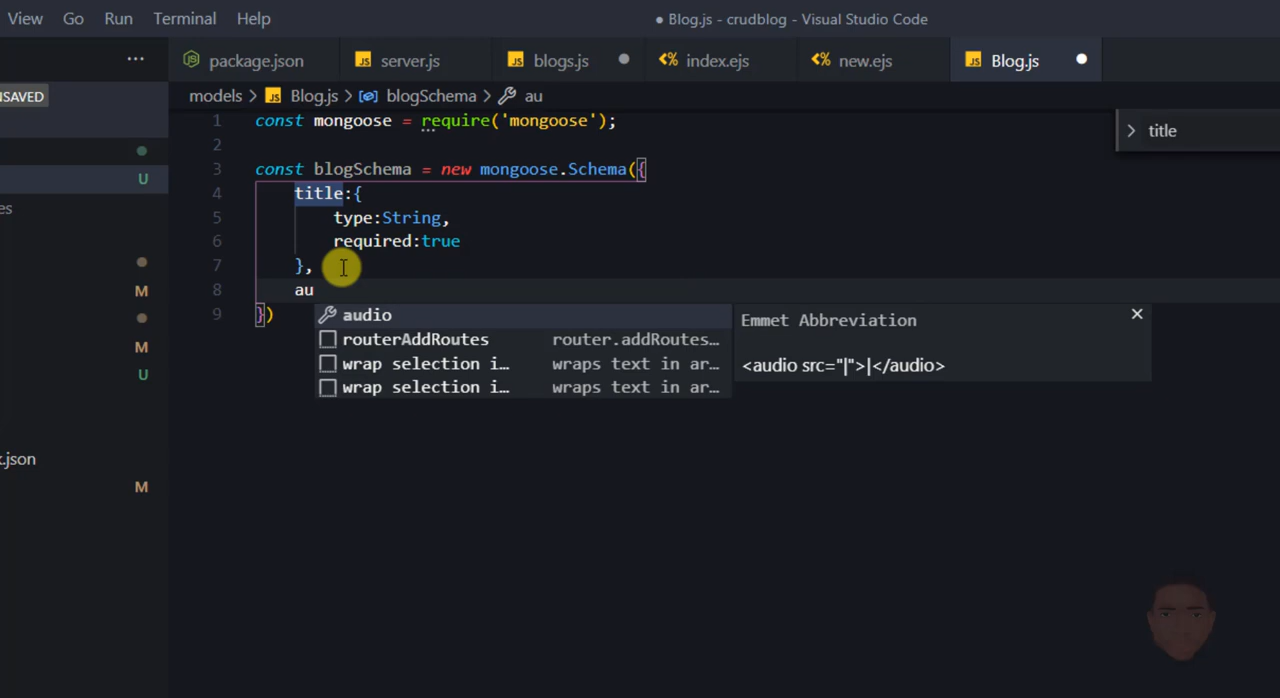 View Go Run Terminal Help
● Blog.js - crudblog - Visual Studio Code
NSAVED
package.json server.js blogs.js index.ejs new.ejs Blog.js
models > Blog.js > blogSchema > au
title
1 const mongoose = require('mongoose');
2
3 const blogSchema = new mongoose.Schema({
4 title:{
5 type:String,
6 required:true
7 },
8 au
9 })
U
es
M
M
U
.json
M
audio
routerAddRoutes router.addRoutes…
wrap selection i… wraps text in ar…
wrap selection i… wraps text in ar…
Emmet Abbreviation
<audio src="|">|</audio>